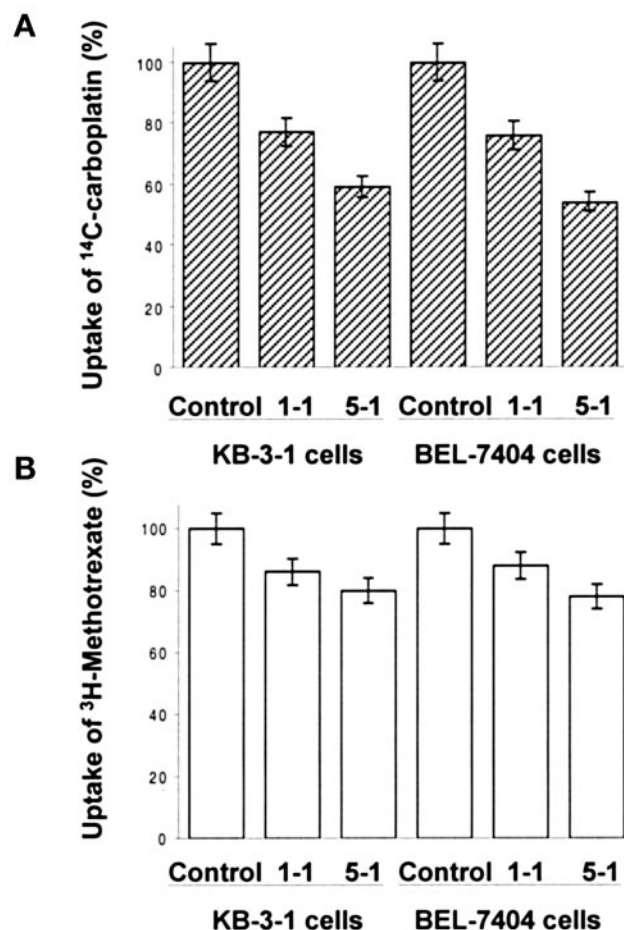 A
Uptake of ¹⁴C-carboplatin (%)
100
80
60
40
20
0
Control 1-1 5-1 Control 1-1 5-1
KB-3-1 cells BEL-7404 cells
B
Uptake of ³H-Methotrexate (%)
100
80
60
40
20
0
Control 1-1 5-1 Control 1-1 5-1
KB-3-1 cells BEL-7404 cells